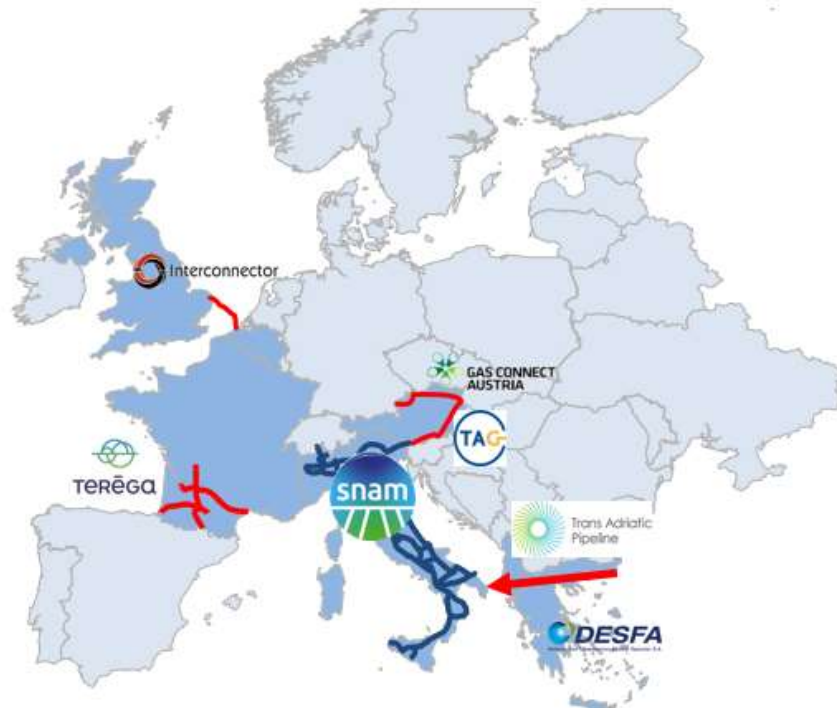 Interconnector
GAS CONNECT
AUSTRIA
TAG
TERĒGA
snam
Trans Adriatic
Pipeline
DESFA